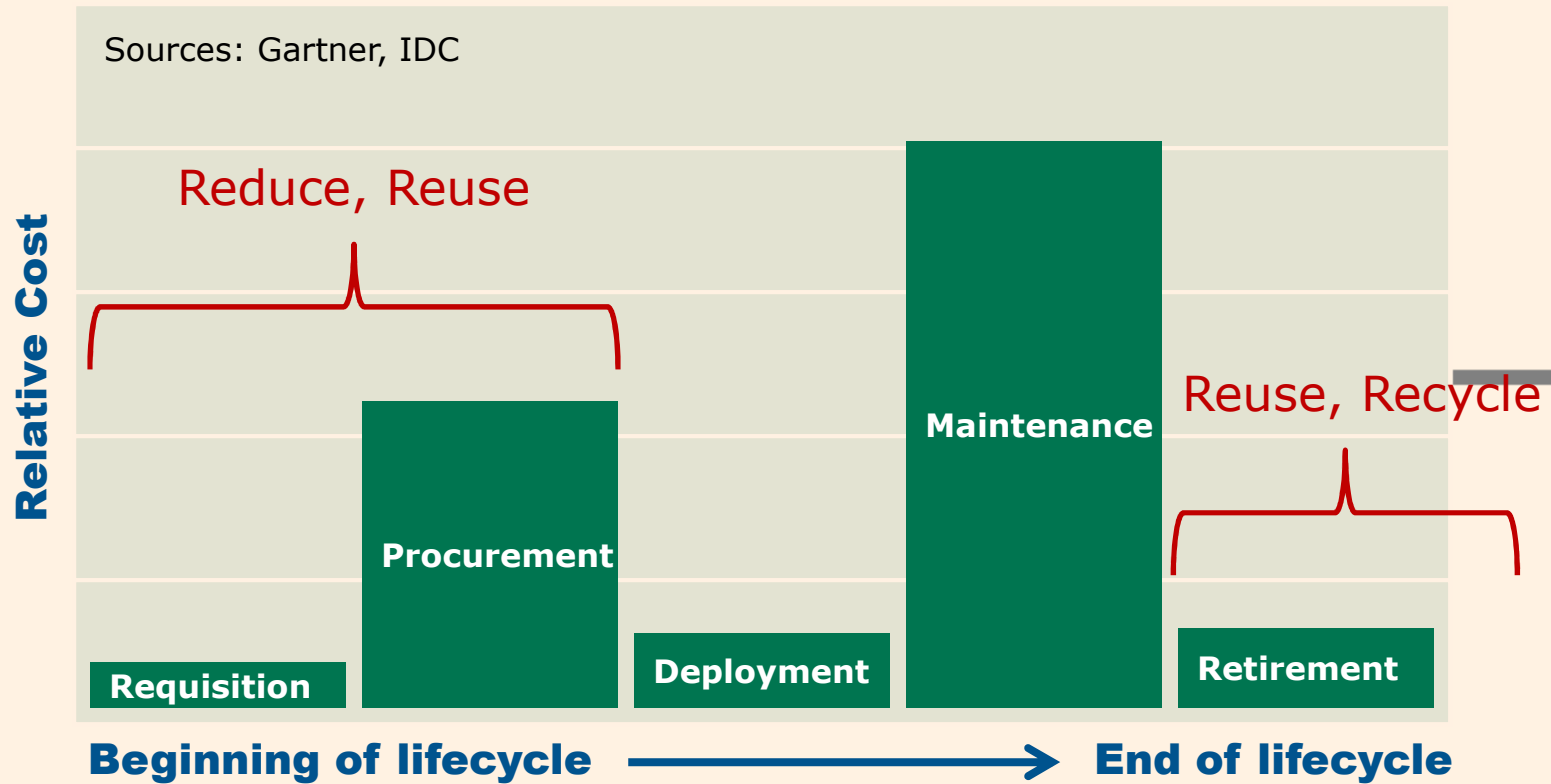 Sources: Gartner, IDC
Reduce, Reuse
Relative Cost
Reuse, Recycle
Maintenance
Procurement
Deployment
Retirement
Requisition
Beginning of lifecycle
End of lifecycle